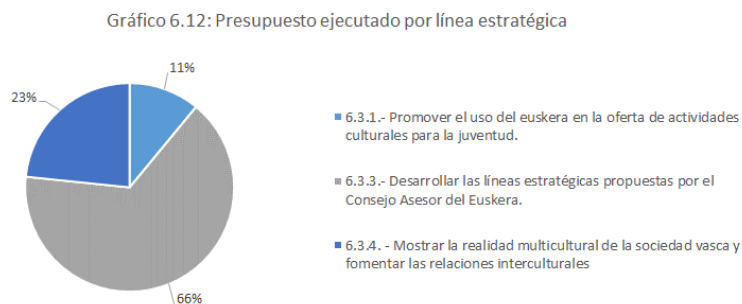 Gráfico 6.12: Presupuesto ejecutado por línea estratégica
11%
23%
66%
6.3.1.- Promover el uso del euskera en la oferta de actividades
culturales para la juventud.
6.3.3.- Desarrollar las líneas estratégicas propuestas por el
Consejo Asesor del Euskera.
6.3.4. - Mostrar la realidad multicultural de la sociedad vasca y
fomentar las relaciones interculturales